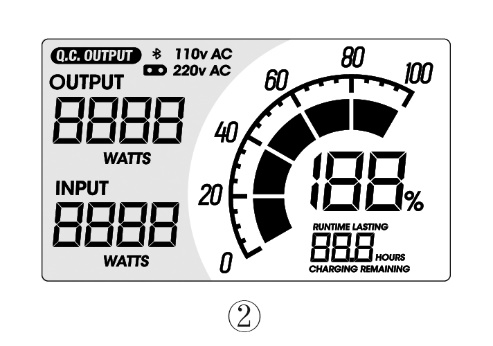 Q.C. OUTPUT 110v AC
220v AC
OUTPUT
8888
WATTS
INPUT
8888
WATTS
0
20
40
60
80
100
188%
RUNTIME LASTING
88.8 HOURS
CHARGING REMAINING
②